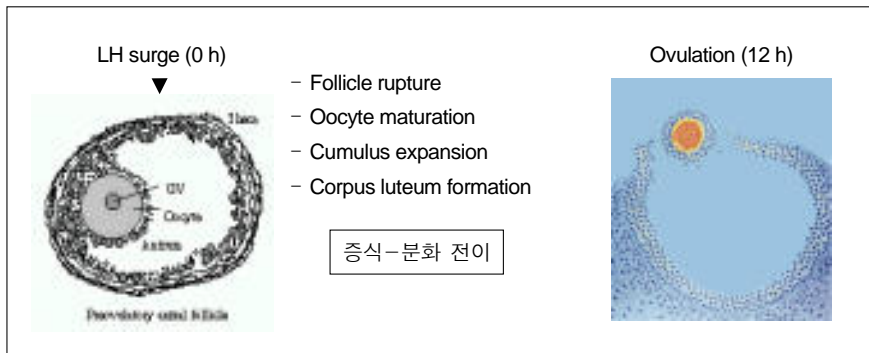 LH surge (0 h)
Ovulation (12 h)
- Follicle rupture
- Oocyte maturation
- Cumulus expansion
- Corpus luteum formation
증식-분화 전이
GV
Oocyte
Antrum